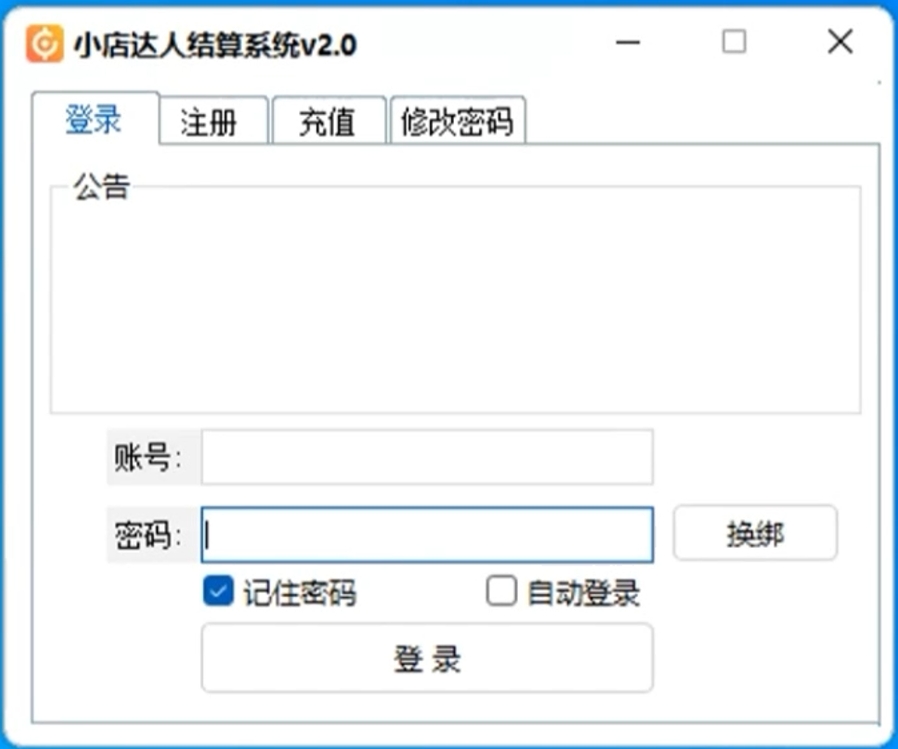 小店达人结算系统v2.0
登录 注册 充值 修改密码
公告
账号:
密码: 换绑
记住密码 自动登录
登 录